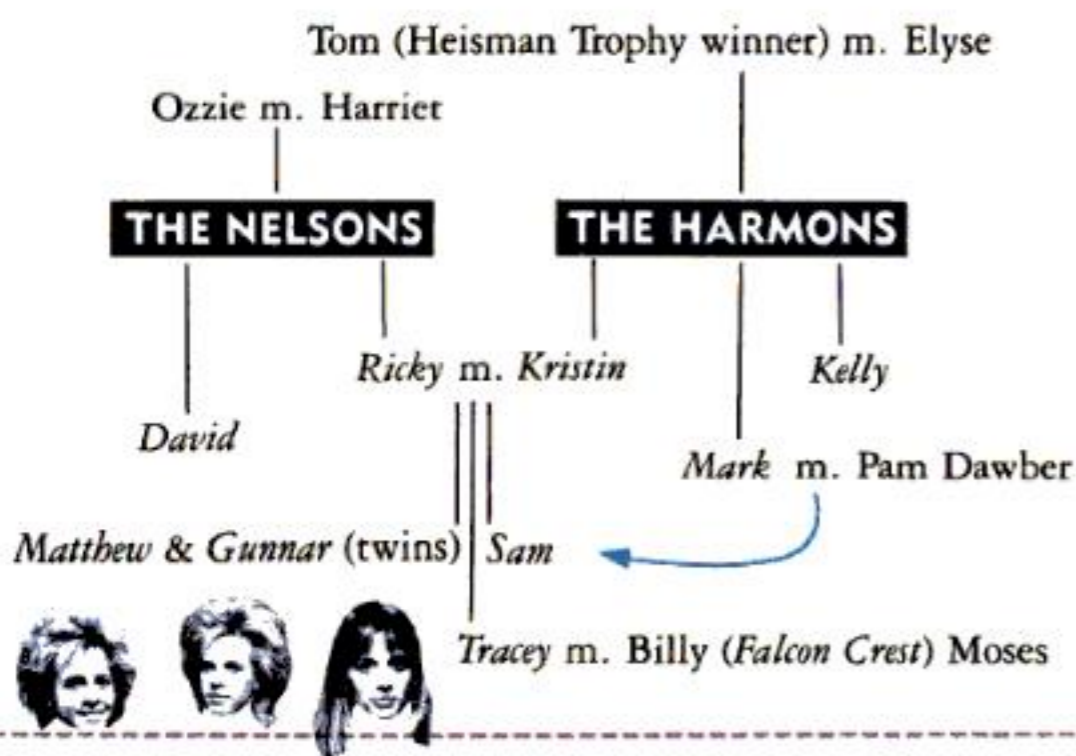 Tom (Heisman Trophy winner) m. Elyse
Ozzie m. Harriet
THE NELSONS
THE HARMONS
Ricky m. Kristin
Kelly
David
Mark m. Pam Dawber
Matthew & Gunnar (twins)
Sam
Tracey m. Billy (Falcon Crest) Moses